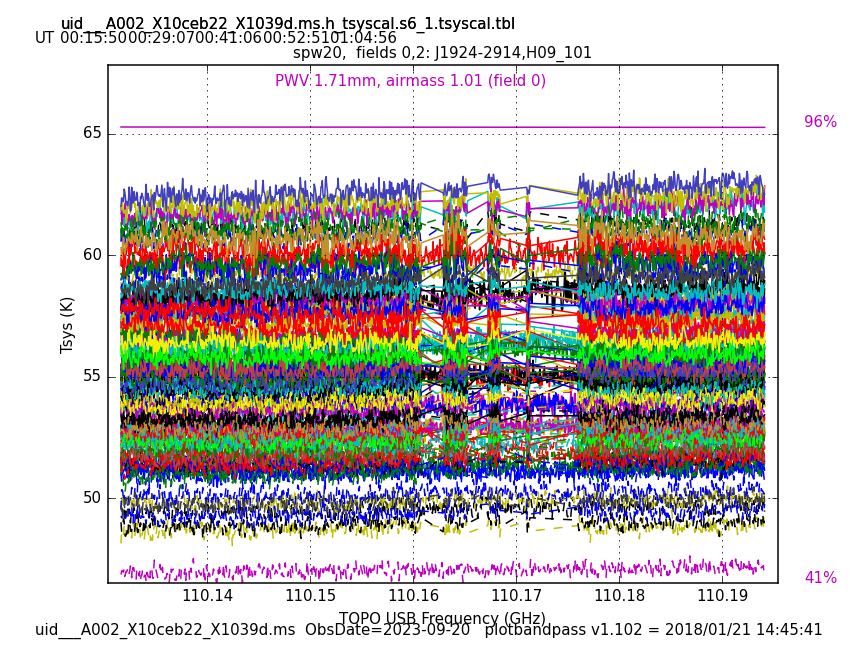 uid___A002_X10ceb22_X1039d.ms.h_tsyscal.s6_1.tsyscal.tbl
UT 00:15:5000:29:0700:41:0600:52:5101:04:56
spw20,  fields 0,2: J1924-2914,H09_101
PWV 1.71mm, airmass 1.01 (field 0)
96%
65
60
Tsys (K)
55
50
41%
110.14 110.15 110.16 110.17 110.18 110.19
TOPO USB Frequency (GHz)
uid___A002_X10ceb22_X1039d.ms  ObsDate=2023-09-20   plotbandpass v1.102 = 2018/01/21 14:45:41